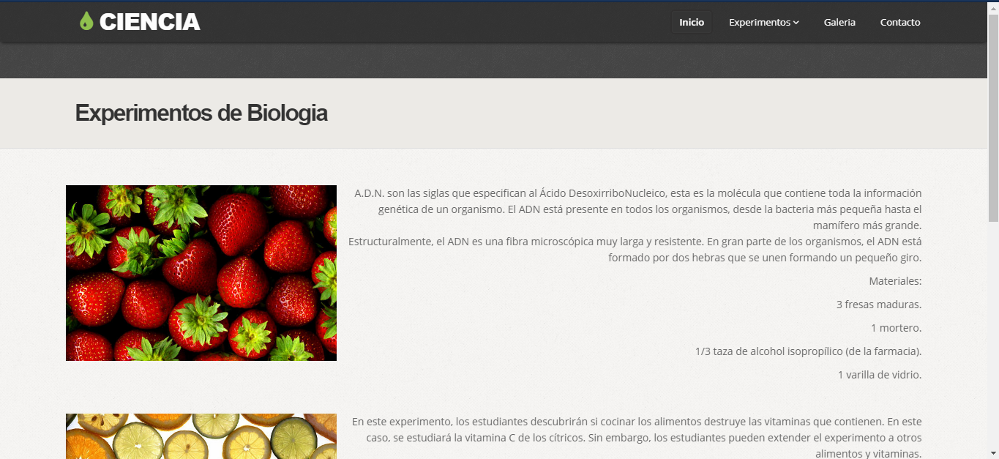 CIENCIA
Inicio
Experimentos
Galeria
Contacto
Experimentos de Biologia
A.D.N. son las siglas que especifican al Ácido DesoxirriboNucleico, esta es la molécula que contiene toda la información
genética de un organismo. El ADN está presente en todos los organismos, desde la bacteria más pequeña hasta el
mamífero más grande.
Estructuralmente, el ADN es una fibra microscópica muy larga y resistente. En gran parte de los organismos, el ADN está
formado por dos hebras que se unen formando un pequeño giro.
Materiales:
3 fresas maduras.
1 mortero.
1/3 taza de alcohol isopropílico (de la farmacia).
1 varilla de vidrio.
En este experimento, los estudiantes descubrirán si cocinar los alimentos destruye las vitaminas que contienen. En este
caso, se estudiará la vitamina C de los cítricos. Sin embargo, los estudiantes pueden extender el experimento a otros
alimentos y vitaminas.